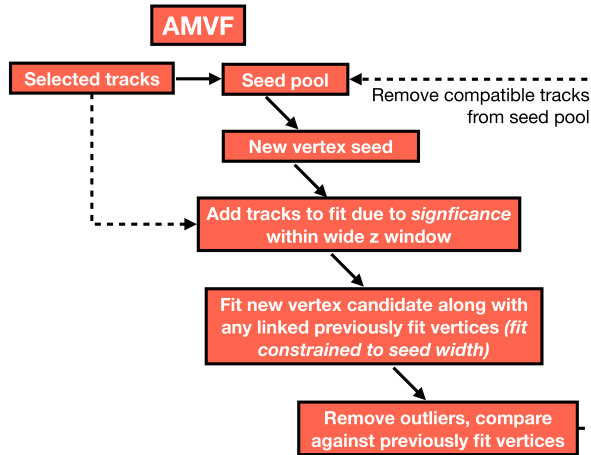 AMVF
Selected tracks
Seed pool
Remove compatible tracks
from seed pool
New vertex seed
Add tracks to fit due to signficance
within wide z window
Fit new vertex candidate along with
any linked previously fit vertices (fit
constrained to seed width)
Remove outliers, compare
against previously fit vertices